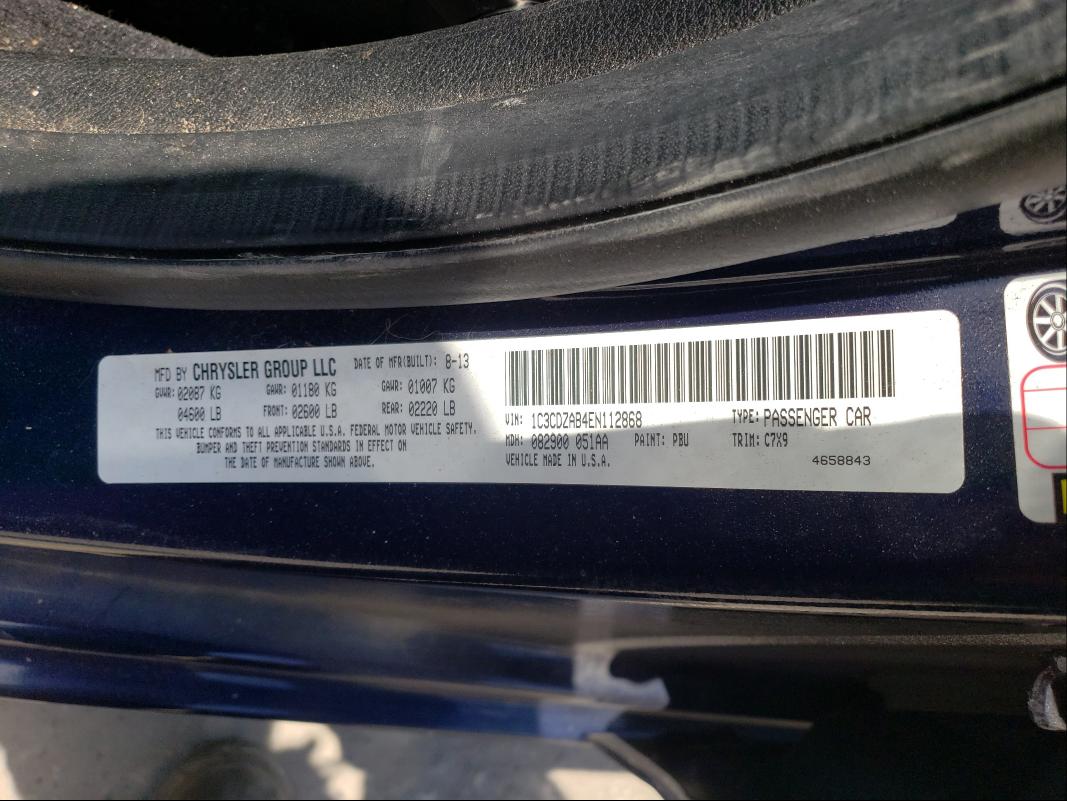 MFD BY CHRYSLER GROUP LLC DATE OF MFR(BUILT): 8-13
GVWR: 02087 KG GAWR: 01180 KG GAWR: 01007 KG
04600 LB FRONT: 02600 LB REAR: 02220 LB
THIS VEHICLE CONFORMS TO ALL APPLICABLE U.S.A. FEDERAL MOTOR VEHICLE SAFETY,
BUMPER AND THEFT PREVENTION STANDARDS IN EFFECT ON
THE DATE OF MANUFACTURE SHOWN ABOVE.
VIN: 1C3CDZAB4EN112868 TYPE: PASSENGER CAR
MDH: 082900 051AA PAINT: PBU TRIM: C7X9
VEHICLE MADE IN U.S.A. 4658843